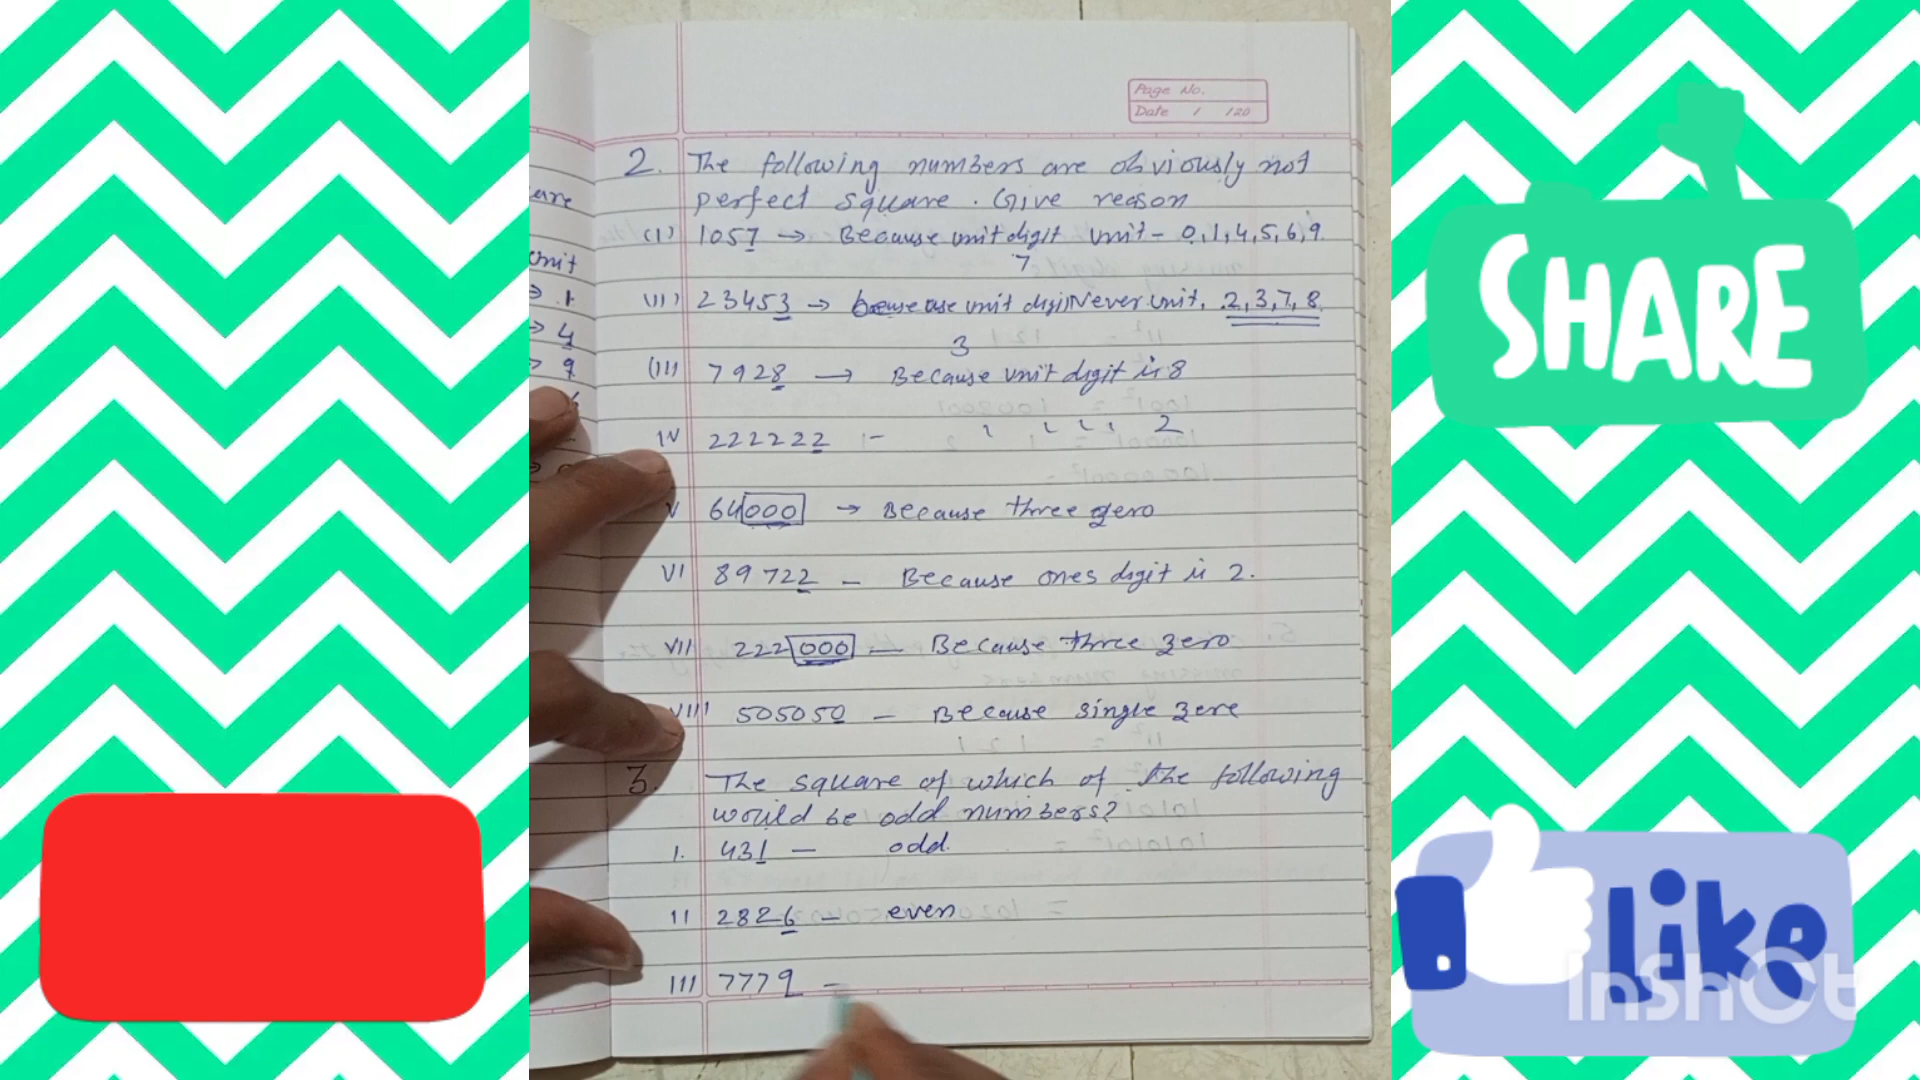 Page No.
Date / /20
2. The following numbers are obviously not
perfect square. Give reason
(I) 1057 → Because unit digit unit - 0,1,4,5,6,9.
7
(II) 23453 → because unit digit Never unit. 2,3,7,8
3
(III) 7928 → Because unit digit is 8
IV 222222 - 2
V 64000 → Because three zero
VI 89722 - Because ones digit is 2.
VII 222000 - Because three zero
VIII 505050 - Because single zero
3. The square of which of the following
would be odd numbers?
I. 431 - odd.
II 2826 - even
III 7779 -
are
unit
→ 1
→ 4
→ 9
SHARE
Like
InShOt